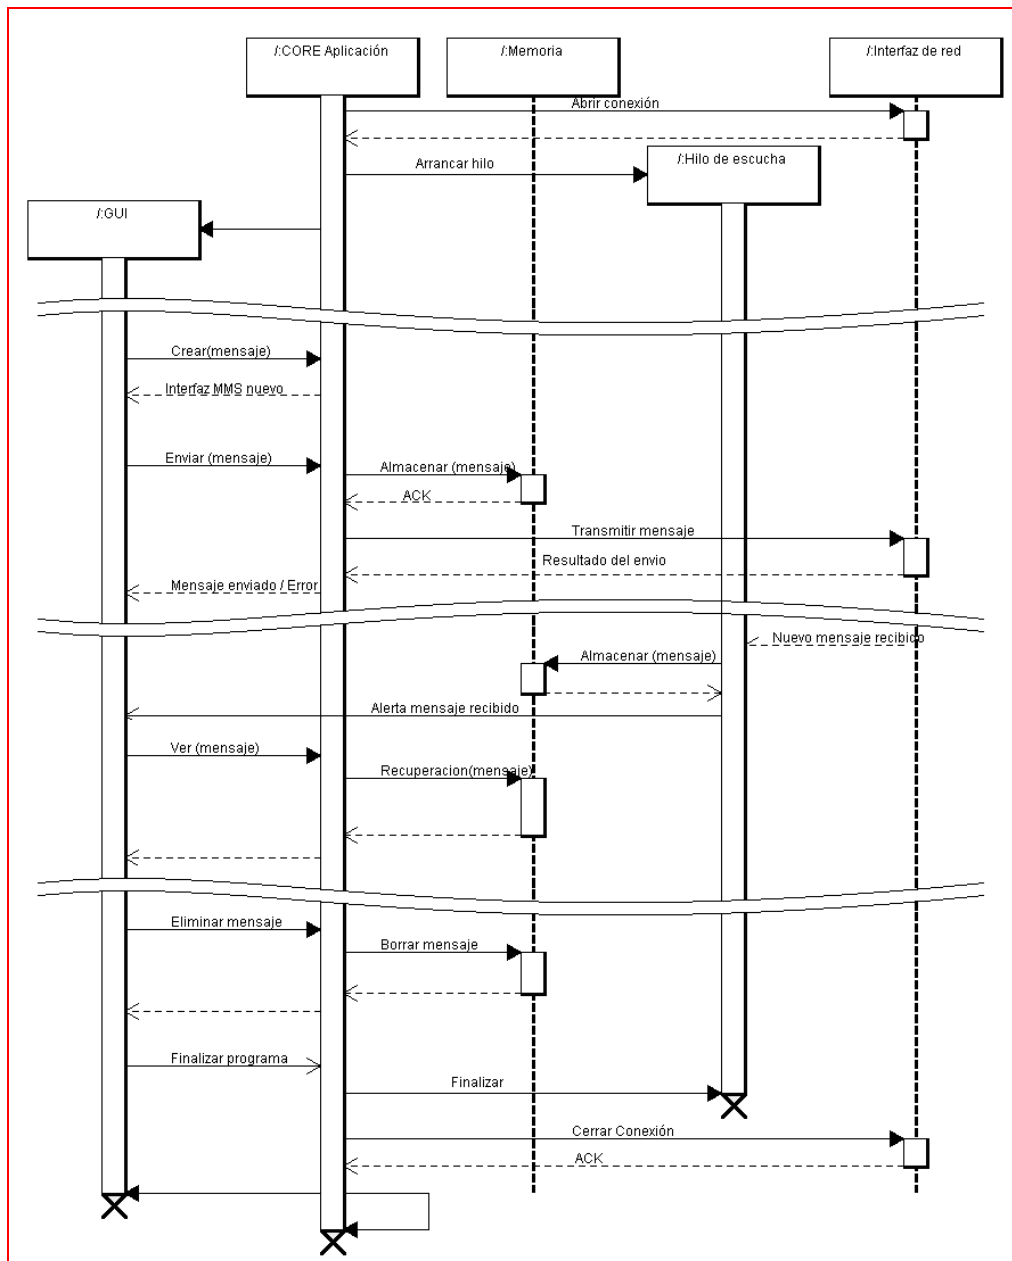 /:CORE Aplicación
/:Memoria
/:Interfaz de red
Abrir conexión
Arrancar hilo
/:Hilo de escucha
/:GUI
Crear(mensaje)
Interfaz MMS nuevo
Enviar (mensaje)
Almacenar (mensaje)
ACK
Transmitir mensaje
Resultado del envio
Mensaje enviado / Error
Nuevo mensaje recibido
Almacenar (mensaje)
Alerta mensaje recibido
Ver (mensaje)
Recuperacion(mensaje)
Eliminar mensaje
Borrar mensaje
Finalizar programa
Finalizar
Cerrar Conexión
ACK